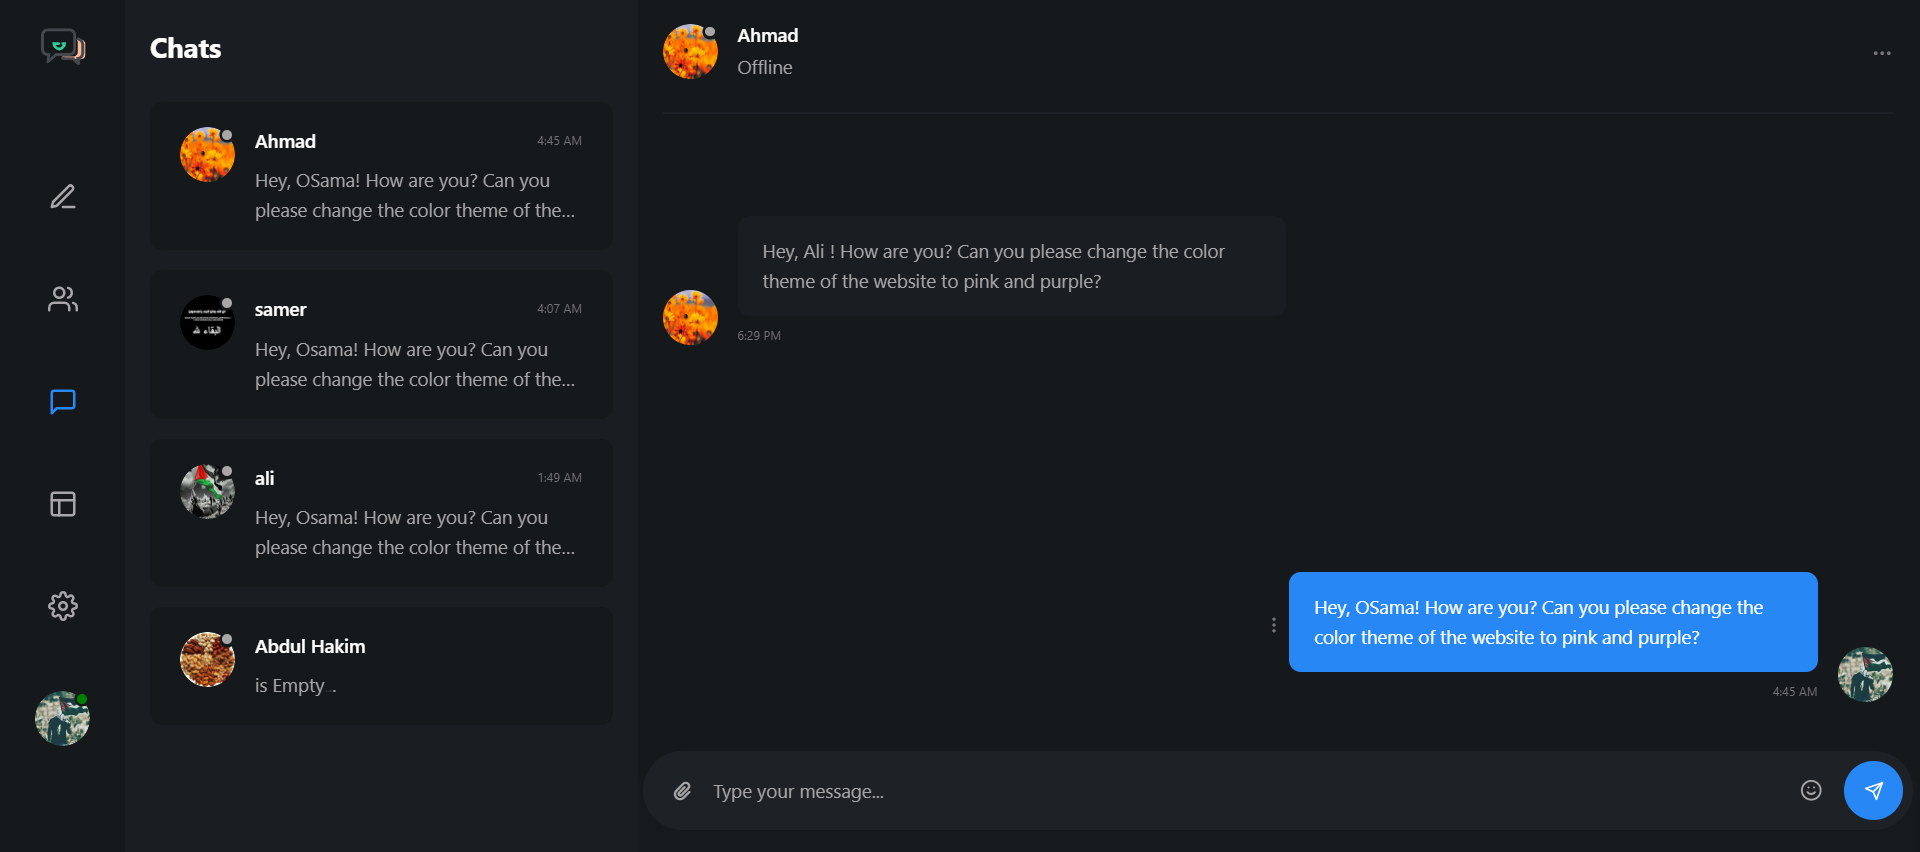 Chats
Ahmad
4:45 AM
Hey, OSama! How are you? Can you
please change the color theme of the...
samer
4:07 AM
Hey, Osama! How are you? Can you
please change the color theme of the...
البقاء لله
ali
1:49 AM
Hey, Osama! How are you? Can you
please change the color theme of the...
Abdul Hakim
is Empty ..
Ahmad
Offline
Hey, Ali ! How are you? Can you please change the color
theme of the website to pink and purple?
6:29 PM
Hey, OSama! How are you? Can you please change the
color theme of the website to pink and purple?
4:45 AM
Type your message...